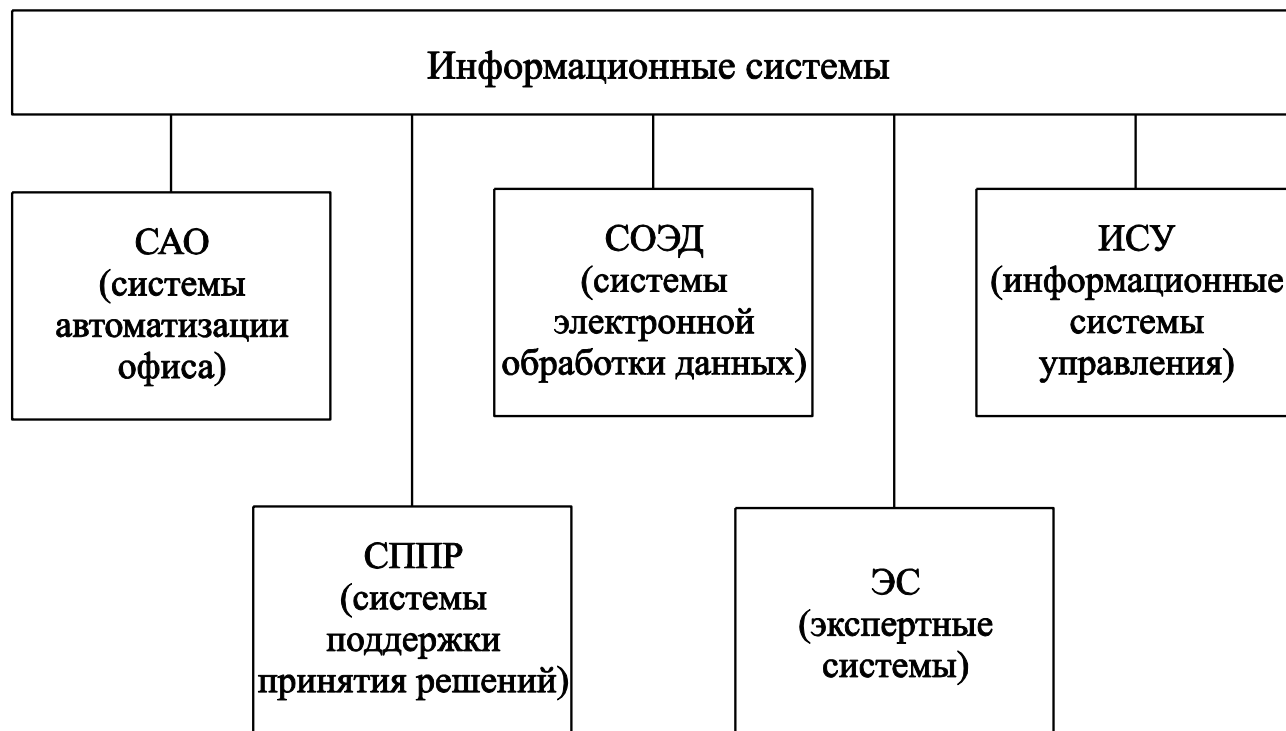 Информационные системы
САО
(системы
автоматизации
офиса)
СОЭД
(системы
электронной
обработки данных)
ИСУ
(информационные
системы
управления)
СППР
(системы
поддержки
принятия решений)
ЭС
(экспертные
системы)